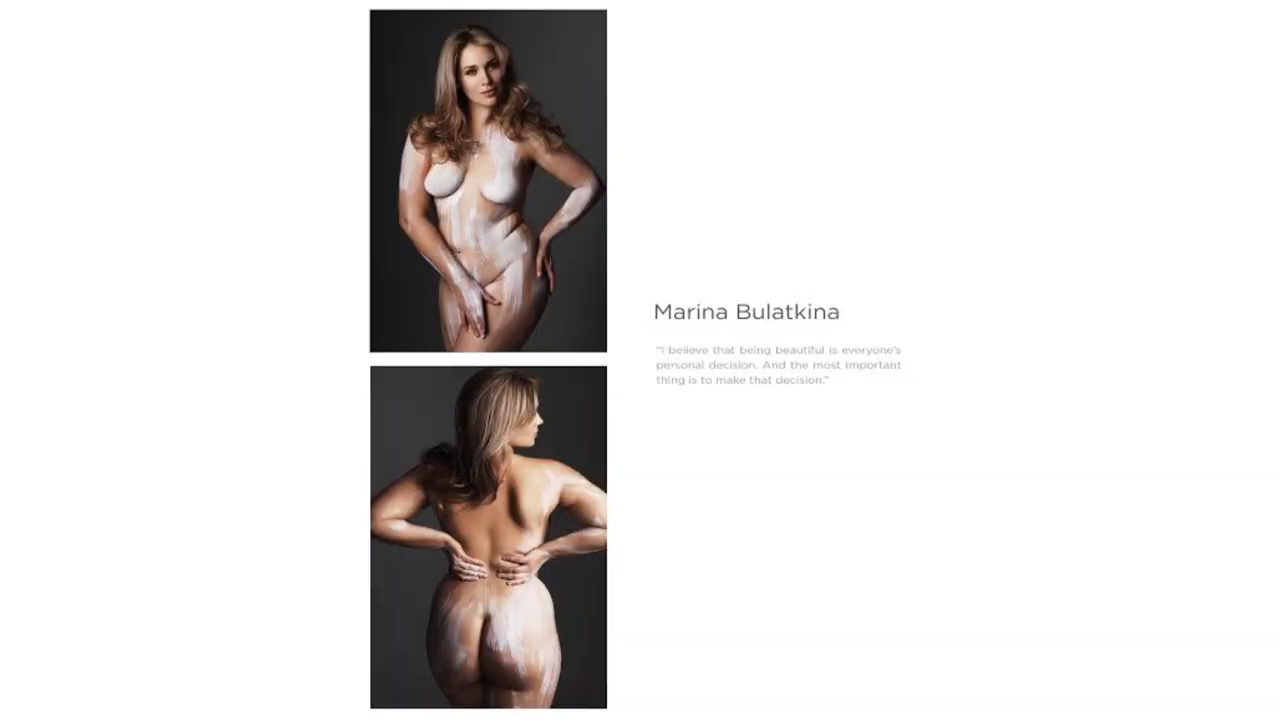 Marina Bulatkina
"I believe that being beautiful is everyone's
personal decision. And the most important
thing is to make that decision."